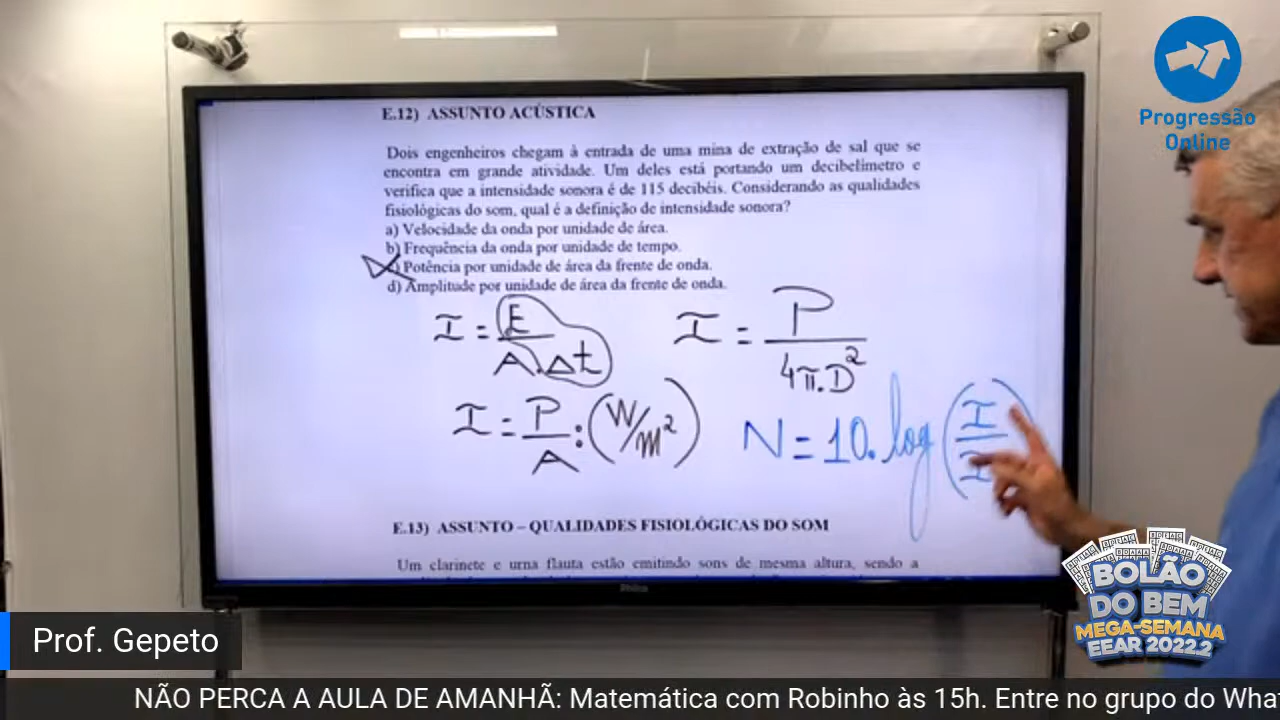 Progressão
Online
E.12) ASSUNTO ACÚSTICA
Dois engenheiros chegam à entrada de uma mina de extração de sal que se
encontra em grande atividade. Um deles está portando um decibelímetro e
verifica que a intensidade sonora é de 115 decibéis. Considerando as qualidades
fisiológicas do som, qual é a definição de intensidade sonora?
a) Velocidade da onda por unidade de área.
b) Frequência da onda por unidade de tempo.
Potência por unidade de área da frente de onda.
d) Amplitude por unidade de área da frente de onda.
I = E / A.Δt
I = P / 4π.D²
I = P / A : (W/m²)
N = 10. log (I / I
E.13) ASSUNTO – QUALIDADES FISIOLÓGICAS DO SOM
Um clarinete e urna flauta estão emitindo sons de mesma altura, sendo a
Philco
BOLÃO
DO BEM
MEGA-SEMANA
EEAR 2022.2
Prof. Gepeto
NÃO PERCA A AULA DE AMANHÃ: Matemática com Robinho às 15h. Entre no grupo do Wha